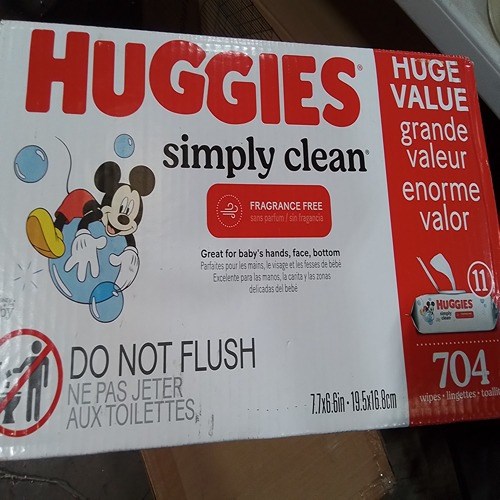 HUGGIES®
simply clean®
FRAGRANCE FREE
sans parfum / sin fragancia
Great for baby's hands, face, bottom
Parfaites pour les mains, le visage et les fesses de bébé
Excelente para las manos, la carita y las zonas
delicadas del bebé
DO NOT FLUSH
NE PAS JETER
AUX TOILETTES
7.7x6.6in • 19.5x16.8cm
HUGE
VALUE
grande
valeur
enorme
valor
11
HUGGIES
simply
clean
704
wipes • lingettes •